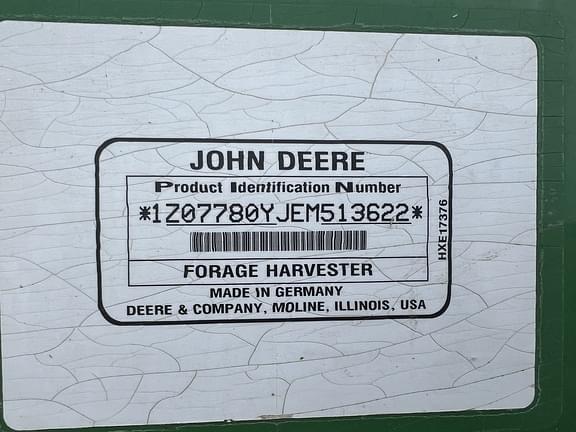 JOHN DEERE
Product Identification Number
*1Z07780YJEM513622*
FORAGE HARVESTER
MADE IN GERMANY
DEERE & COMPANY, MOLINE, ILLINOIS, USA
HXE17376